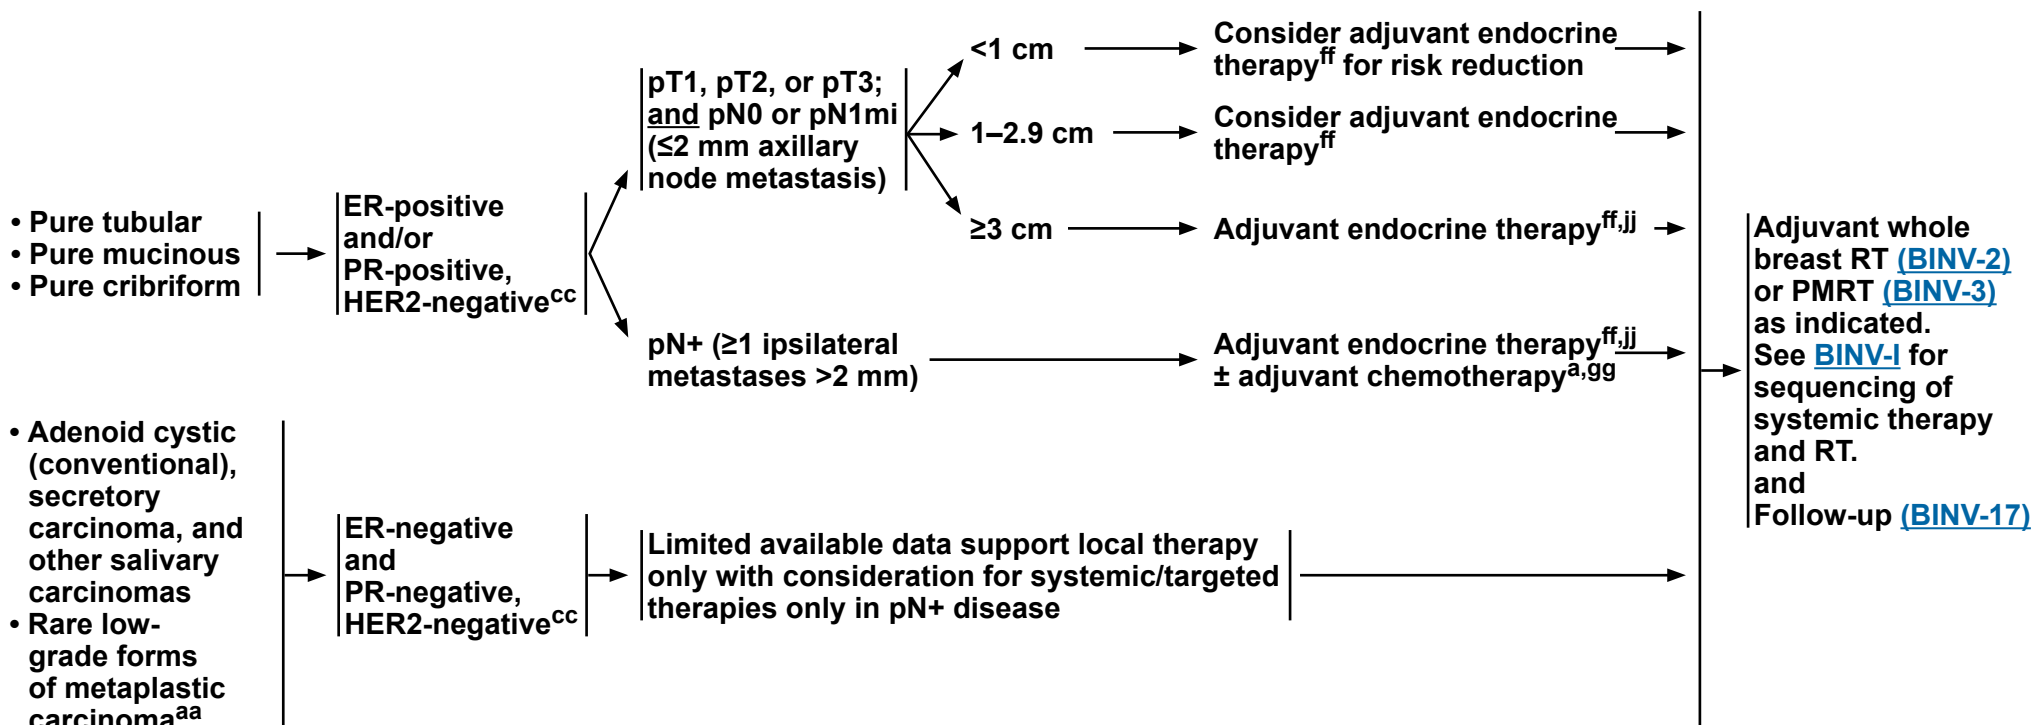 • Pure tubular
• Pure mucinous
• Pure cribriform
ER-positive
and/or
PR-positive,
HER2-negativecc
pT1, pT2, or pT3;
and pN0 or pN1mi
(≤2 mm axillary
node metastasis)
<1 cm
Consider adjuvant endocrine
therapyff for risk reduction
1–2.9 cm
Consider adjuvant endocrine
therapyff
≥3 cm
Adjuvant endocrine therapyff,jj
pN+ (≥1 ipsilateral
metastases >2 mm)
Adjuvant endocrine therapyff,jj
± adjuvant chemotherapya,gg
• Adenoid cystic
(conventional),
secretory
carcinoma, and
other salivary
carcinomas
• Rare low-
grade forms
of metaplastic
carcinomaaa
ER-negative
and
PR-negative,
HER2-negativecc
Limited available data support local therapy
only with consideration for systemic/targeted
therapies only in pN+ disease
Adjuvant whole
breast RT (BINV-2)
or PMRT (BINV-3)
as indicated.
See BINV-I for
sequencing of
systemic therapy
and RT.
and
Follow-up (BINV-17)